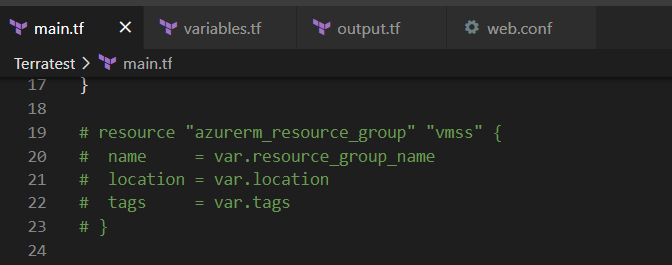 main.tf × variables.tf output.tf web.conf
Terratest > main.tf
17 }
18
19 # resource "azurerm_resource_group" "vmss" {
20 #  name     = var.resource_group_name
21 #  location = var.location
22 #  tags     = var.tags
23 # }
24